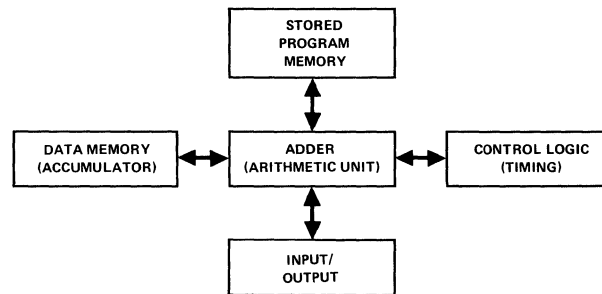 STORED
PROGRAM
MEMORY
DATA MEMORY
(ACCUMULATOR)
ADDER
(ARITHMETIC UNIT)
CONTROL LOGIC
(TIMING)
INPUT/
OUTPUT